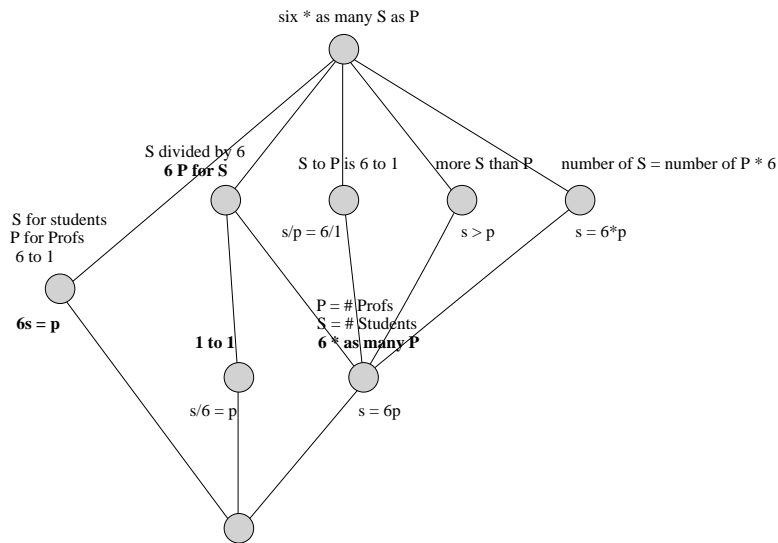 six * as many S as P
S divided by 6
6 P for S
S to P is 6 to 1
more S than P
number of S = number of P * 6
S for students
P for Profs
6 to 1
s/p = 6/1
s > p
s = 6*p
6s = p
P = # Profs
S = # Students
6 * as many P
1 to 1
s/6 = p
s = 6p